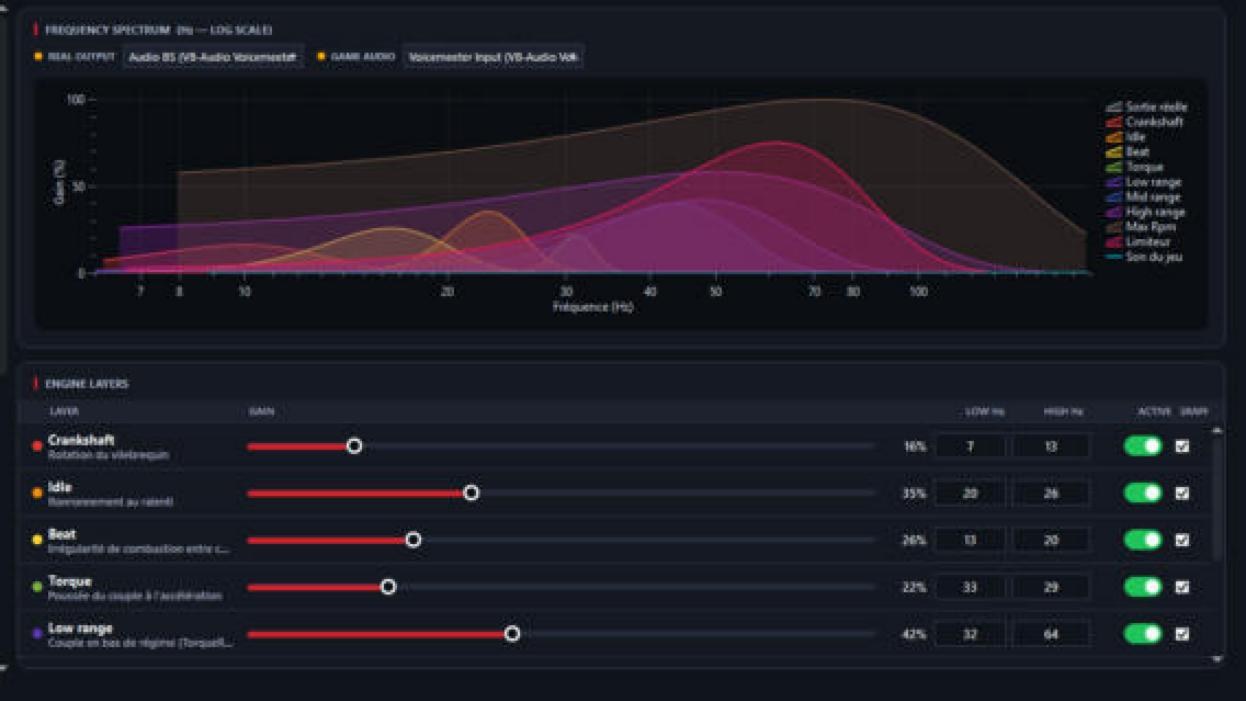 FREQUENCY SPECTRUM (Hz — LOG SCALE)
REAL OUTPUT Audio BS (VB-Audio Voicemeeter GAME AUDIO Voicemeeter Input (VB-Audio Voi
100
50
0
Gain (%)
7 8 10 20 30 40 50 70 80 100
Fréquence (Hz)
Sortie réelle
Crankshaft
Idle
Beat
Torque
Low range
Mid range
High range
Max Rpm
Limiteur
Son du jeu
ENGINE LAYERS
LAYER GAIN LOW Hz HIGH Hz ACTIVE GRAPH
Crankshaft
Rotation du vilebrequin
16% 7 13
Idle
Ronronnement au ralenti
35% 20 26
Beat
Irrégularité de combustion entre c...
26% 13 20
Torque
Poussée du couple à l'accélération
22% 33 29
Low range
Couple en bas de régime (TorqueR...
42% 32 64